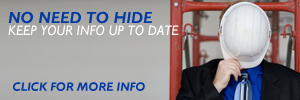 NO NEED TO HIDE
KEEP YOUR INFO UP TO DATE
CLICK FOR MORE INFO